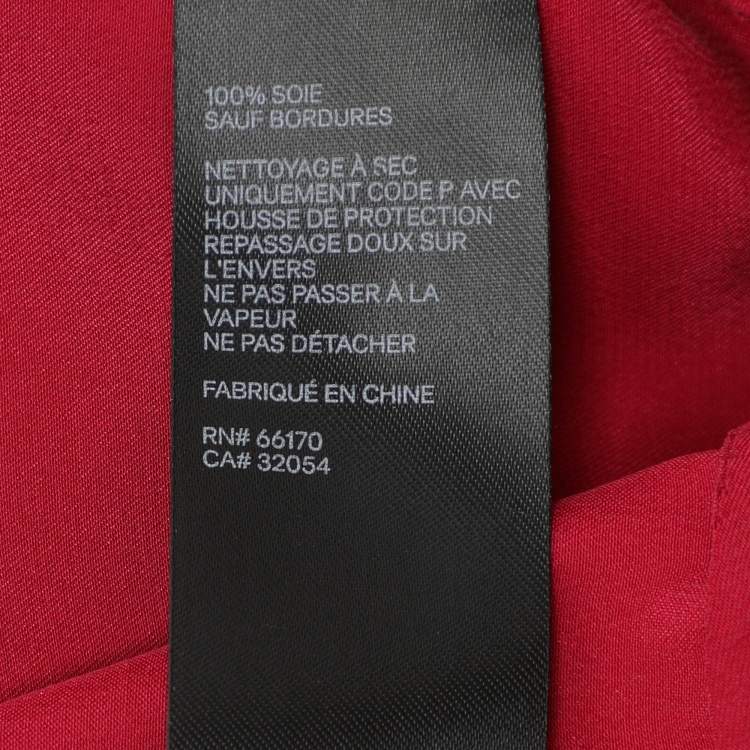 100% SOIE
SAUF BORDURES
NETTOYAGE À SEC
UNIQUEMENT CODE P AVEC
HOUSSE DE PROTECTION
REPASSAGE DOUX SUR
L'ENVERS
NE PAS PASSER À LA
VAPEUR
NE PAS DÉTACHER
FABRIQUÉ EN CHINE
RN# 66170
CA# 32054